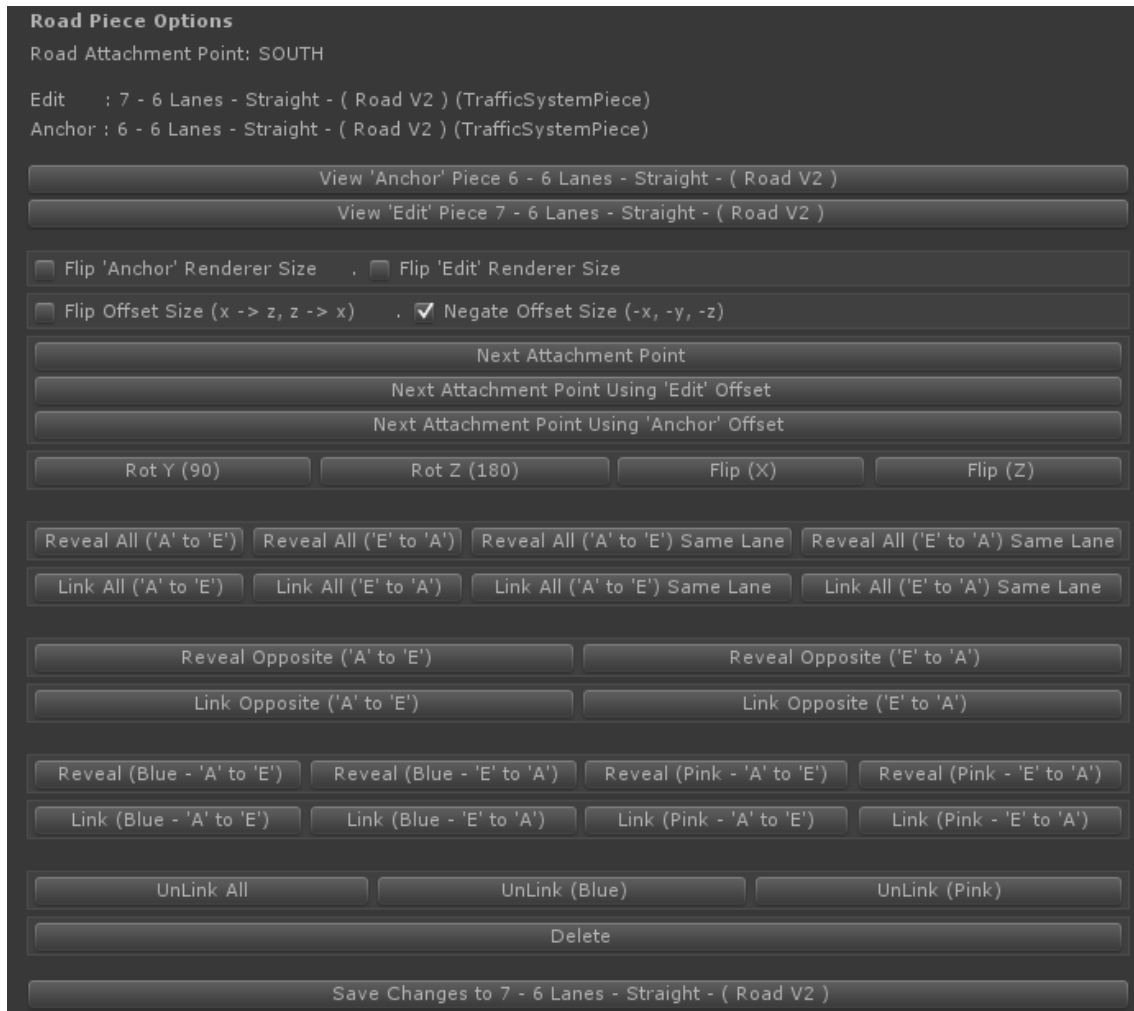 Road Piece Options
Road Attachment Point: SOUTH
Edit : 7 - 6 Lanes - Straight - ( Road V2 ) (TrafficSystemPiece)
Anchor : 6 - 6 Lanes - Straight - ( Road V2 ) (TrafficSystemPiece)
View 'Anchor' Piece 6 - 6 Lanes - Straight - ( Road V2 )
View 'Edit' Piece 7 - 6 Lanes - Straight - ( Road V2 )
Flip 'Anchor' Renderer Size . Flip 'Edit' Renderer Size
Flip Offset Size (x -> z, z -> x) . Negate Offset Size (-x, -y, -z)
Next Attachment Point
Next Attachment Point Using 'Edit' Offset
Next Attachment Point Using 'Anchor' Offset
Rot Y (90) Rot Z (180) Flip (X) Flip (Z)
Reveal All ('A' to 'E') Reveal All ('E' to 'A') Reveal All ('A' to 'E') Same Lane Reveal All ('E' to 'A') Same Lane
Link All ('A' to 'E') Link All ('E' to 'A') Link All ('A' to 'E') Same Lane Link All ('E' to 'A') Same Lane
Reveal Opposite ('A' to 'E') Reveal Opposite ('E' to 'A')
Link Opposite ('A' to 'E') Link Opposite ('E' to 'A')
Reveal (Blue - 'A' to 'E') Reveal (Blue - 'E' to 'A') Reveal (Pink - 'A' to 'E') Reveal (Pink - 'E' to 'A')
Link (Blue - 'A' to 'E') Link (Blue - 'E' to 'A') Link (Pink - 'A' to 'E') Link (Pink - 'E' to 'A')
UnLink All UnLink (Blue) UnLink (Pink)
Delete
Save Changes to 7 - 6 Lanes - Straight - ( Road V2 )